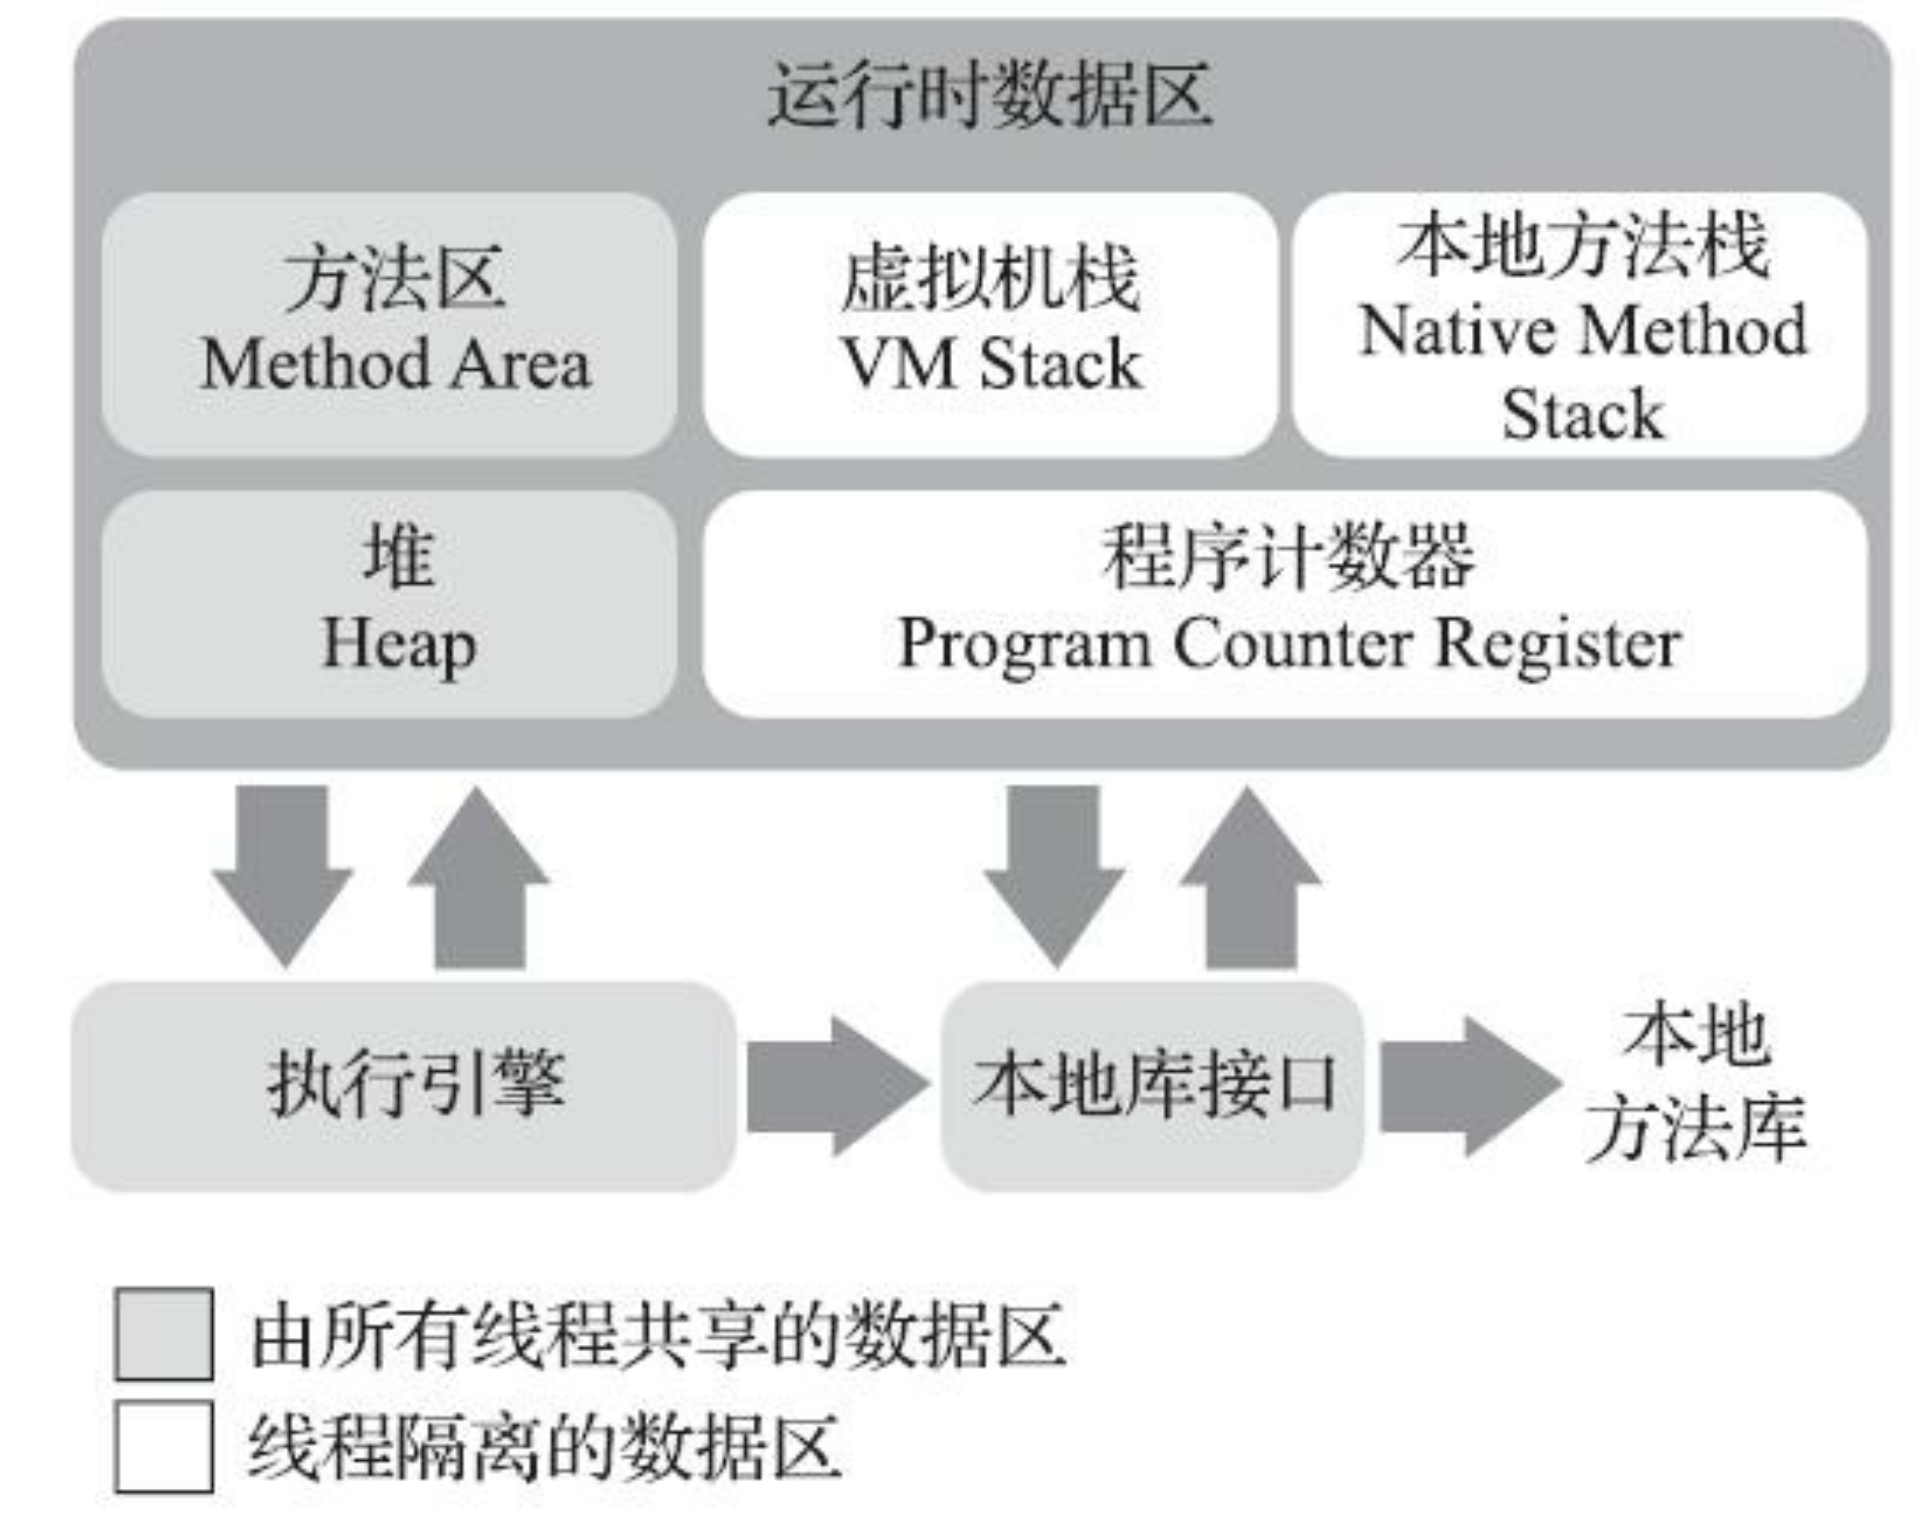 运行时数据区
方法区
Method Area
虚拟机栈
VM Stack
本地方法栈
Native Method
Stack
堆
Heap
程序计数器
Program Counter Register
执行引擎
本地库接口
本地
方法库
由所有线程共享的数据区
线程隔离的数据区